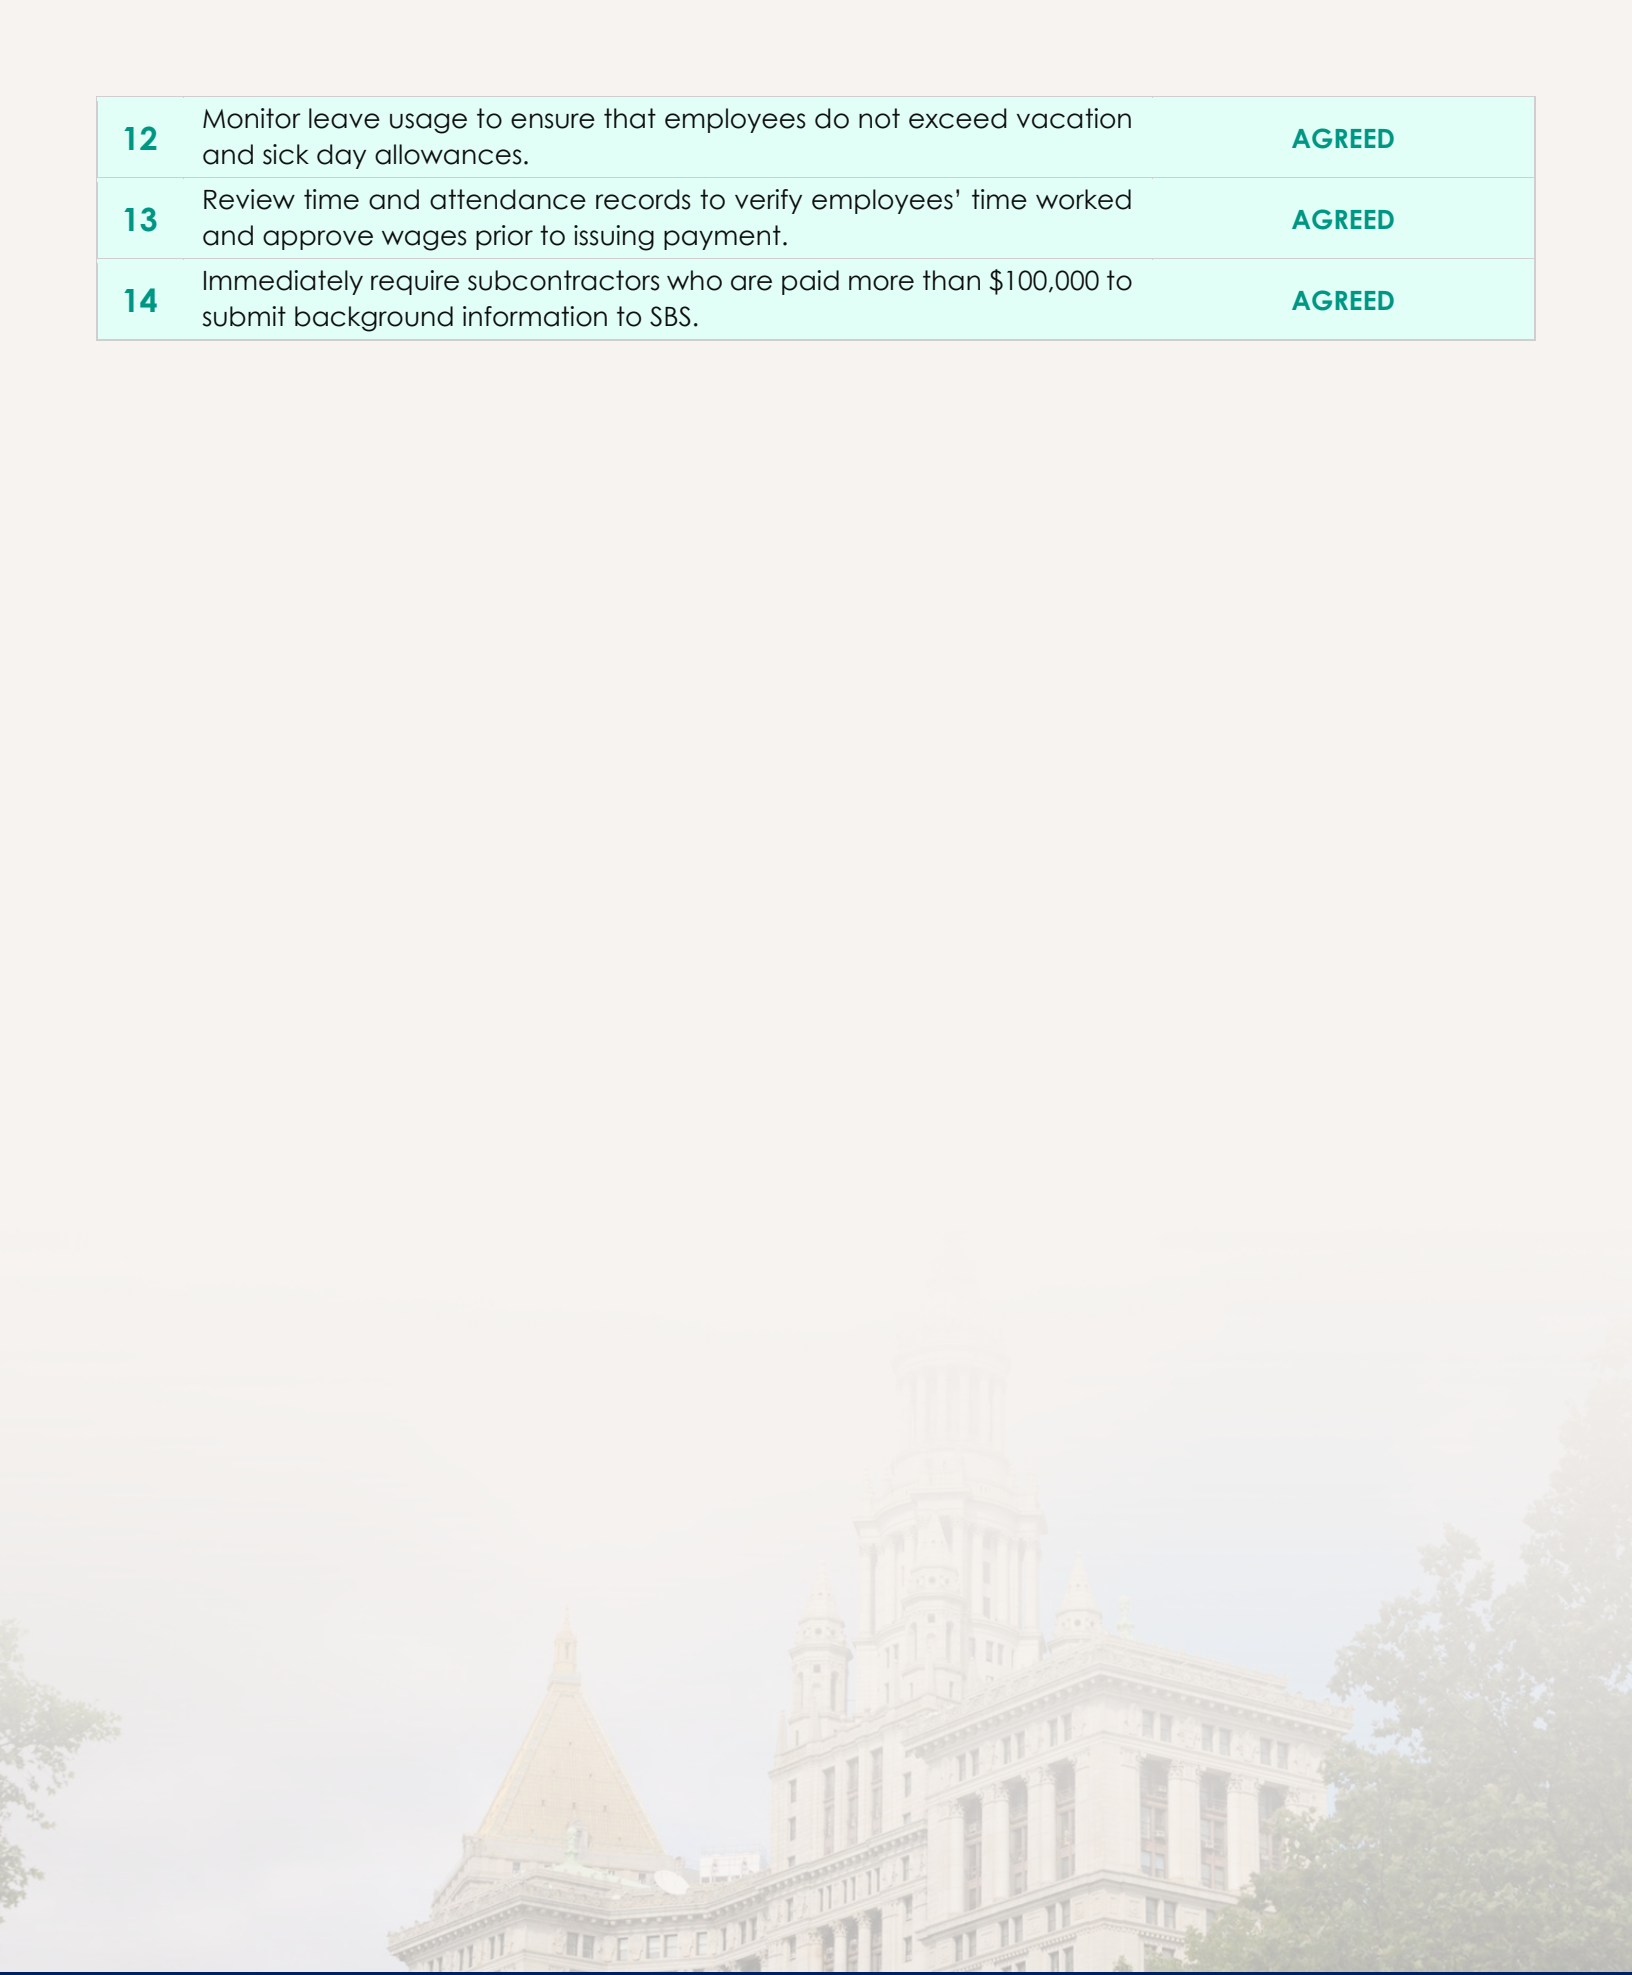 12
Monitor leave usage to ensure that employees do not exceed vacation
and sick day allowances.
AGREED
13
Review time and attendance records to verify employees’ time worked
and approve wages prior to issuing payment.
AGREED
14
Immediately require subcontractors who are paid more than $100,000 to
submit background information to SBS.
AGREED